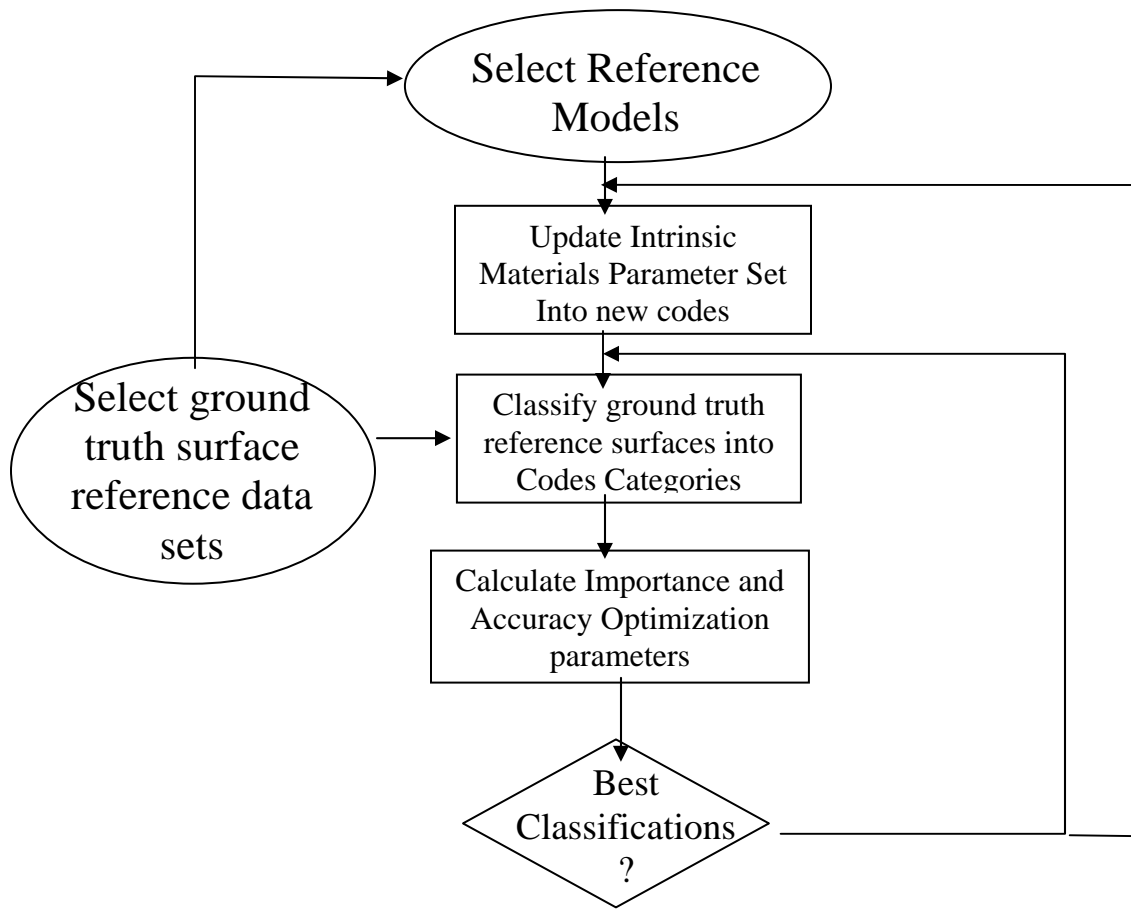 Select Reference
Models
Update Intrinsic
Materials Parameter Set
Into new codes
Select ground
truth surface
reference data
sets
Classify ground truth
reference surfaces into
Codes Categories
Calculate Importance and
Accuracy Optimization
parameters
Best
Classifications
?